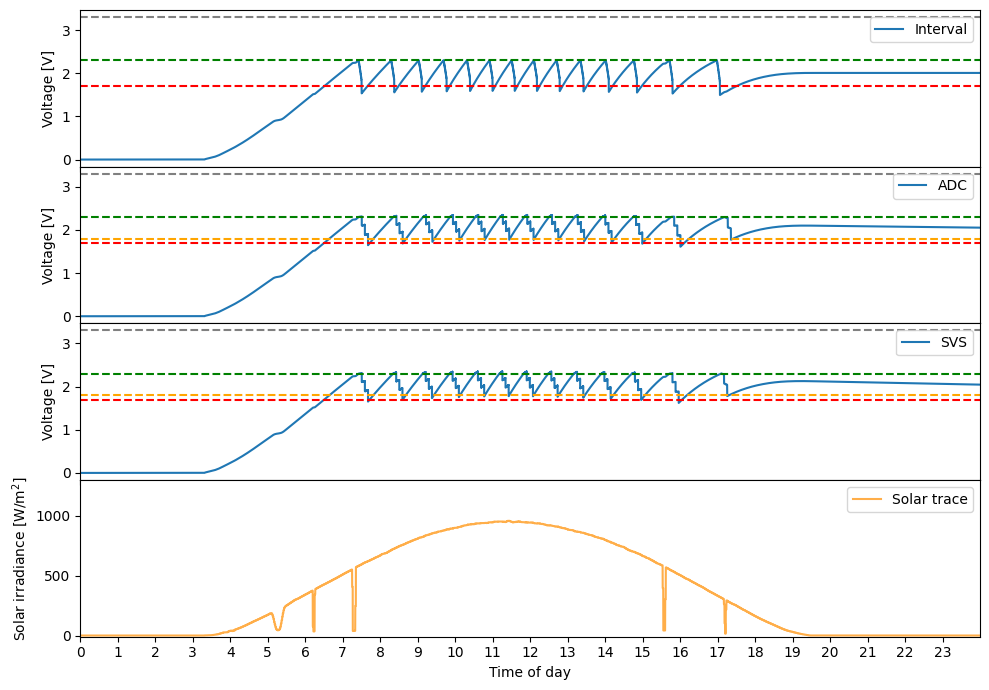 Voltage [V]
3
2
1
0
Interval
Voltage [V]
3
2
1
0
ADC
Voltage [V]
3
2
1
0
SVS
Solar irradiance [W/m²]
1000
500
0
Solar trace
0 1 2 3 4 5 6 7 8 9 10 11 12 13 14 15 16 17 18 19 20 21 22 23
Time of day